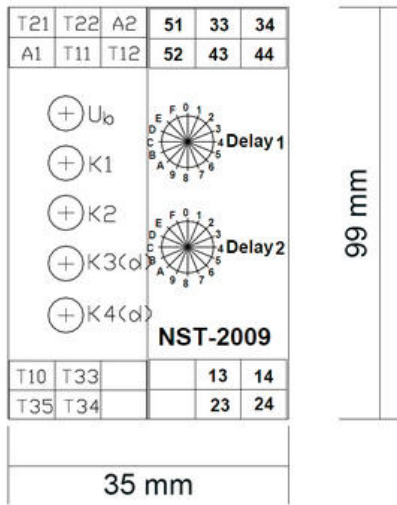 T21 T22 A2 51 33 34
A1 T11 T12 52 43 44
Ub
K1
K2
K3(d)
K4(d)
0 1 2 3 4 5 6 7 8 9 A B C D E F
Delay 1
0 1 2 3 4 5 6 7 8 9 A B C D E F
Delay 2
NST-2009
T10 T33 13 14
T35 T34 23 24
35 mm
99 mm